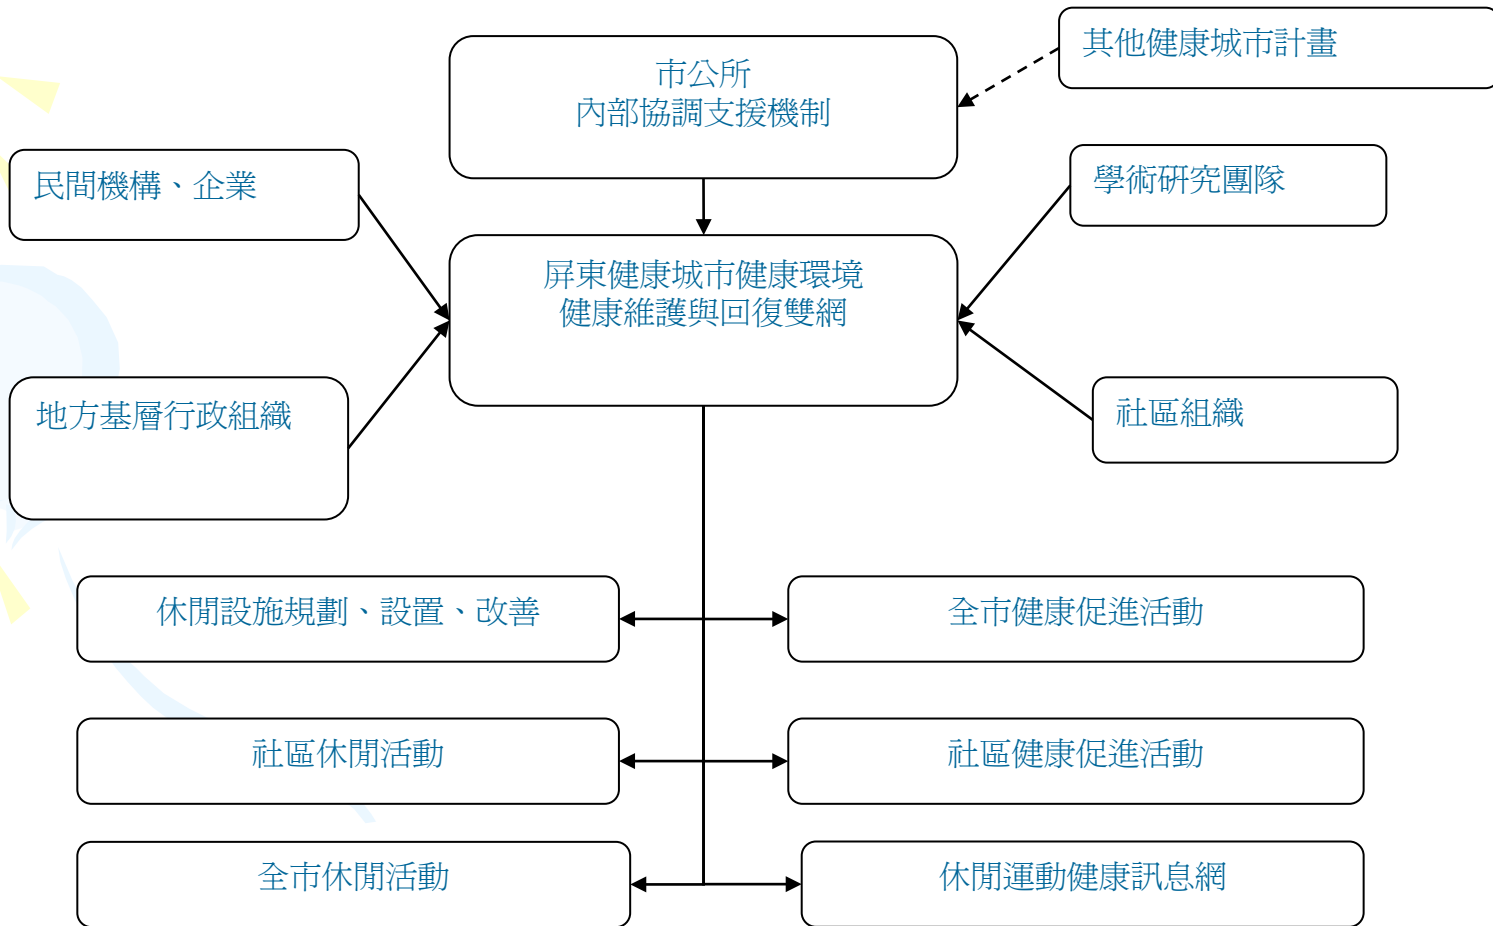 其他健康城市計畫
市公所
內部協調支援機制
民間機構、企業
學術研究團隊
屏東健康城市健康環境
健康維護與回復雙網
地方基層行政組織
社區組織
休閒設施規劃、設置、改善
全市健康促進活動
社區休閒活動
社區健康促進活動
全市休閒活動
休閒運動健康訊息網